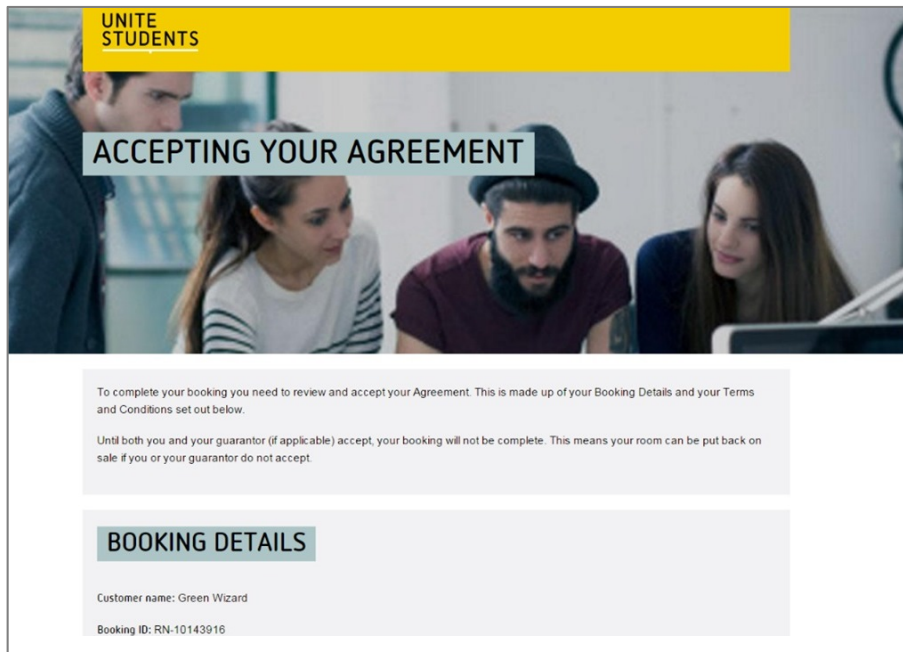 UNITE
STUDENTS
ACCEPTING YOUR AGREEMENT
To complete your booking you need to review and accept your Agreement. This is made up of your Booking Details and your Terms
and Conditions set out below.
Until both you and your guarantor (if applicable) accept, your booking will not be complete. This means your room can be put back on
sale if you or your guarantor do not accept.
BOOKING DETAILS
Customer name: Green Wizard
Booking ID: RN-10143916